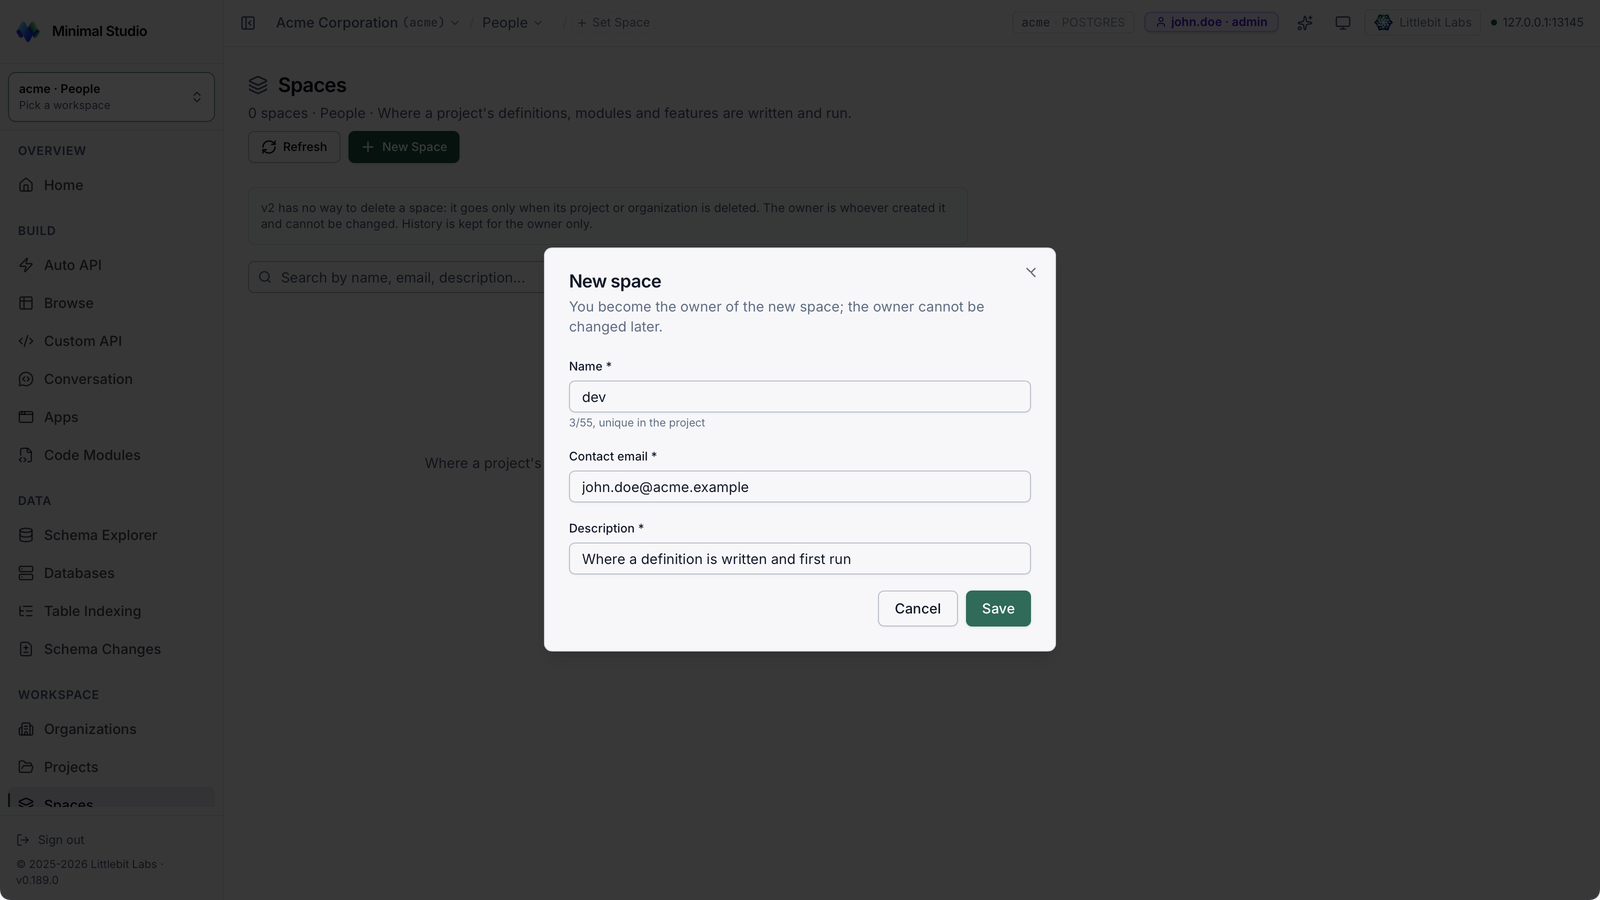 Minimal Studio
Acme Corporation (acme) / People / + Set Space
acme · POSTGRES
john.doe · admin
Littlebit Labs
127.0.0.1:13145
acme · People
Pick a workspace
OVERVIEW
Home
BUILD
Auto API
Browse
Custom API
Conversation
Apps
Code Modules
DATA
Schema Explorer
Databases
Table Indexing
Schema Changes
WORKSPACE
Organizations
Projects
Spaces
Sign out
© 2025-2026 Littlebit Labs ·
v0.189.0
Spaces
0 spaces · People · Where a project's definitions, modules and features are written and run.
Refresh
New Space
v2 has no way to delete a space: it goes only when its project or organization is deleted. The owner is whoever created it
and cannot be changed. History is kept for the owner only.
Search by name, email, description...
Where a project's
New space
You become the owner of the new space; the owner cannot be
changed later.
Name *
dev
3/55, unique in the project
Contact email *
john.doe@acme.example
Description *
Where a definition is written and first run
Cancel
Save